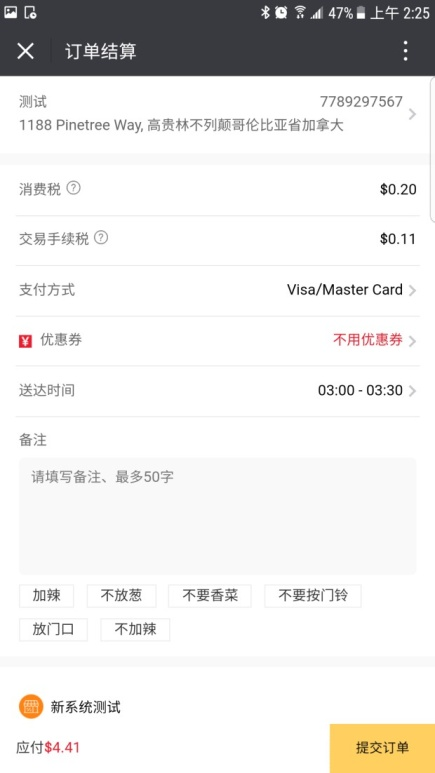 47% 上午 2:25
订单结算
测试 7789297567
1188 Pinetree Way, 高贵林不列颠哥伦比亚省加拿大
消费税 ? $0.20
交易手续税 ? $0.11
支付方式 Visa/Master Card
¥ 优惠券 不用优惠券
送达时间 03:00 - 03:30
备注
请填写备注、最多50字
加辣 不放葱 不要香菜 不要按门铃
放门口 不加辣
新系统测试
应付$4.41 提交订单